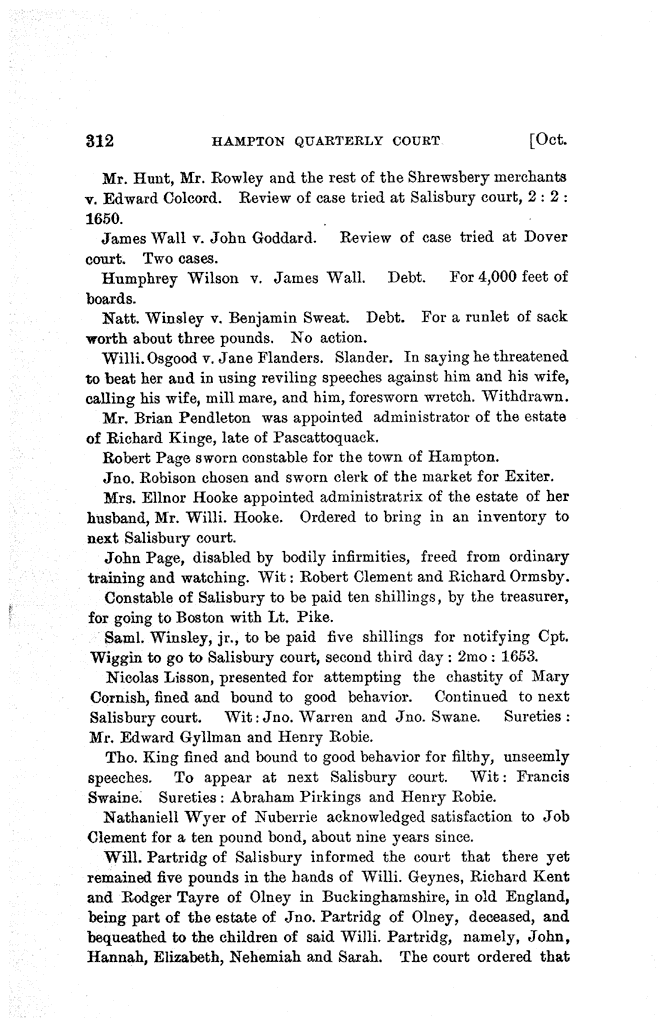 312 HAMPTON QUARTERLY COURT [Oct.
Mr. Hunt, Mr. Rowley and the rest of the Shrewsbery merchants
v. Edward Colcord. Review of case tried at Salisbury court, 2 : 2 :
1650.
James Wall v. John Goddard. Review of case tried at Dover
court. Two cases.
Humphrey Wilson v. James Wall. Debt. For 4,000 feet of
boards.
Natt. Winsley v. Benjamin Sweat. Debt. For a runlet of sack
worth about three pounds. No action.
Willi. Osgood v. Jane Flanders. Slander. In saying he threatened
to beat her and in using reviling speeches against him and his wife,
calling his wife, mill mare, and him, foresworn wretch. Withdrawn.
Mr. Brian Pendleton was appointed administrator of the estate
of Richard Kinge, late of Pascattoquack.
Robert Page sworn constable for the town of Hampton.
Jno. Robison chosen and sworn clerk of the market for Exiter.
Mrs. Ellnor Hooke appointed administratrix of the estate of her
husband, Mr. Willi. Hooke. Ordered to bring in an inventory to
next Salisbury court.
John Page, disabled by bodily infirmities, freed from ordinary
training and watching. Wit: Robert Clement and Richard Ormsby.
Constable of Salisbury to be paid ten shillings, by the treasurer,
for going to Boston with Lt. Pike.
Saml. Winsley, jr., to be paid five shillings for notifying Cpt.
Wiggin to go to Salisbury court, second third day : 2mo : 1653.
Nicolas Lisson, presented for attempting the chastity of Mary
Cornish, fined and bound to good behavior. Continued to next
Salisbury court. Wit: Jno. Warren and Jno. Swane. Sureties :
Mr. Edward Gyllman and Henry Robie.
Tho. King fined and bound to good behavior for filthy, unseemly
speeches. To appear at next Salisbury court. Wit: Francis
Swaine. Sureties : Abraham Pirkings and Henry Robie.
Nathaniell Wyer of Nuberrie acknowledged satisfaction to Job
Clement for a ten pound bond, about nine years since.
Will. Partridg of Salisbury informed the court that there yet
remained five pounds in the hands of Willi. Geynes, Richard Kent
and Rodger Tayre of Olney in Buckinghamshire, in old England,
being part of the estate of Jno. Partridg of Olney, deceased, and
bequeathed to the children of said Willi. Partridg, namely, John,
Hannah, Elizabeth, Nehemiah and Sarah. The court ordered that